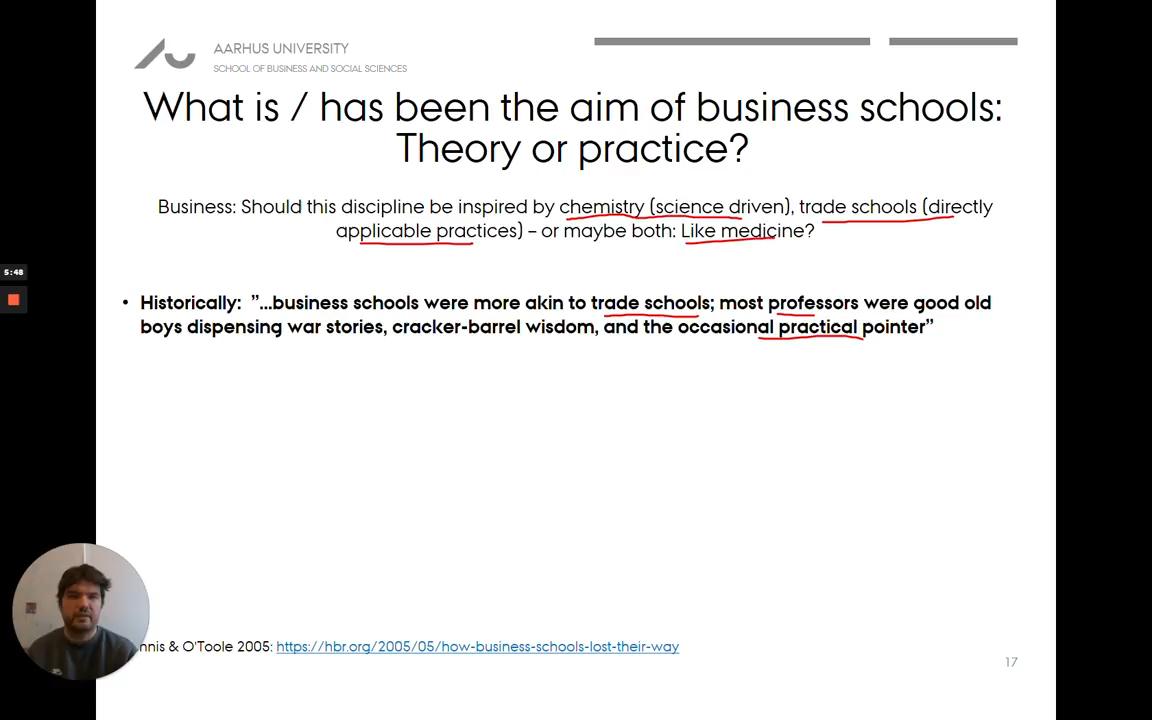 AARHUS UNIVERSITY
SCHOOL OF BUSINESS AND SOCIAL SCIENCES
What is / has been the aim of business schools:
Theory or practice?
Business: Should this discipline be inspired by chemistry (science driven), trade schools (directly
applicable practices) – or maybe both: Like medicine?
5:48
• Historically: ”...business schools were more akin to trade schools; most professors were good old
boys dispensing war stories, cracker-barrel wisdom, and the occasional practical pointer”
nnis & O'Toole 2005: https://hbr.org/2005/05/how-business-schools-lost-their-way
17